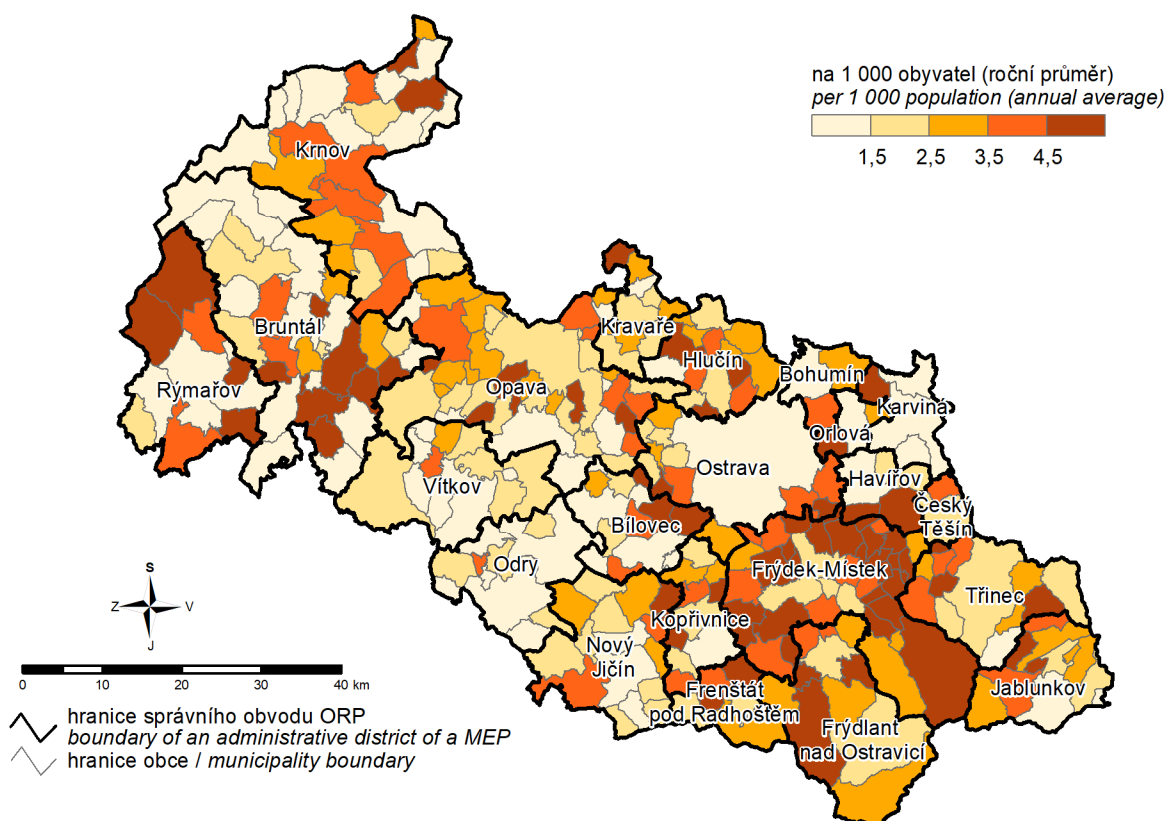 na 1 000 obyvatel (roční průměr)
per 1 000 population (annual average)
1,5 2,5 3,5 4,5
Krnov
Bruntál
Kravaře
Hlučín
Bohumín
Rýmařov
Opava
Karviná
Orlová
Ostrava
Havířov
Vítkov
Český
Těšín
Bílovec
Odry
Frýdek-Místek
Třinec
Kopřivnice
Nový
Jičín
Frenštát
pod Radhoštěm
Jablunkov
Frýdlant
nad Ostravicí
S
Z V
J
0 10 20 30 40 km
hranice správního obvodu ORP
boundary of an administrative district of a MEP
hranice obce / municipality boundary